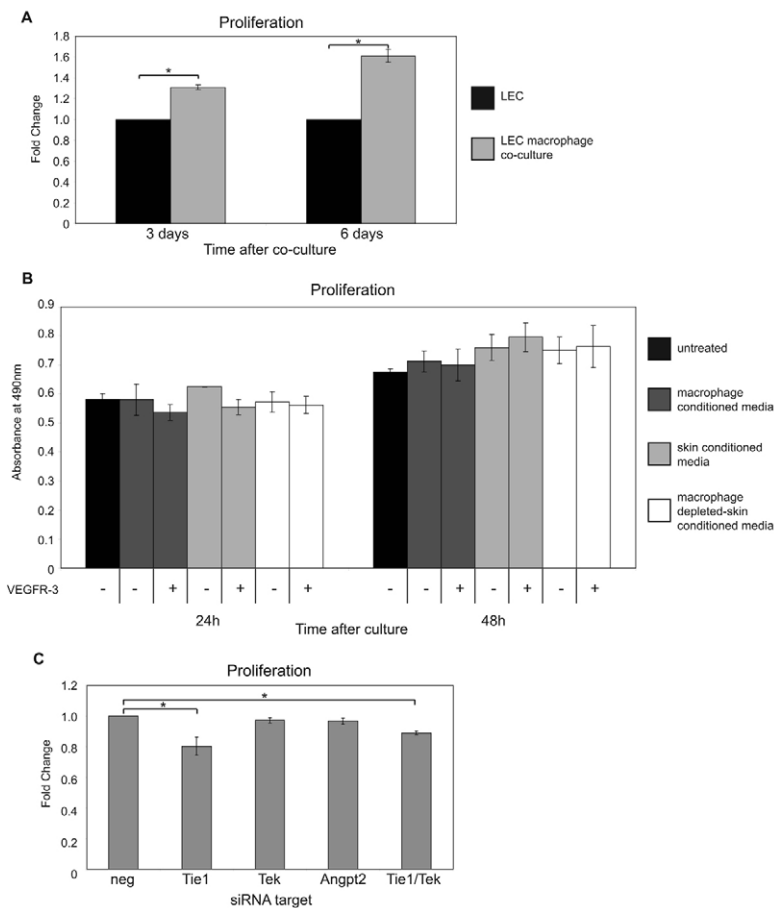 A
Proliferation
Fold Change
1.8
1.6
1.4
1.2
1.0
0.8
0.6
0.4
0.2
0
*
*
3 days
6 days
Time after co-culture
LEC
LEC macrophage
co-culture
B
Proliferation
Absorbance at 490nm
0.9
0.8
0.7
0.6
0.5
0.4
0.3
0.2
0.1
0
VEGFR-3
- - + - + - +
- - + - + - +
24h
48h
Time after culture
untreated
macrophage
conditioned media
skin conditioned
media
macrophage
depleted-skin
conditioned media
C
Proliferation
Fold Change
1.2
1.0
0.8
0.6
0.4
0.2
0
*
*
neg
Tie1
Tek
Angpt2
Tie1/Tek
siRNA target